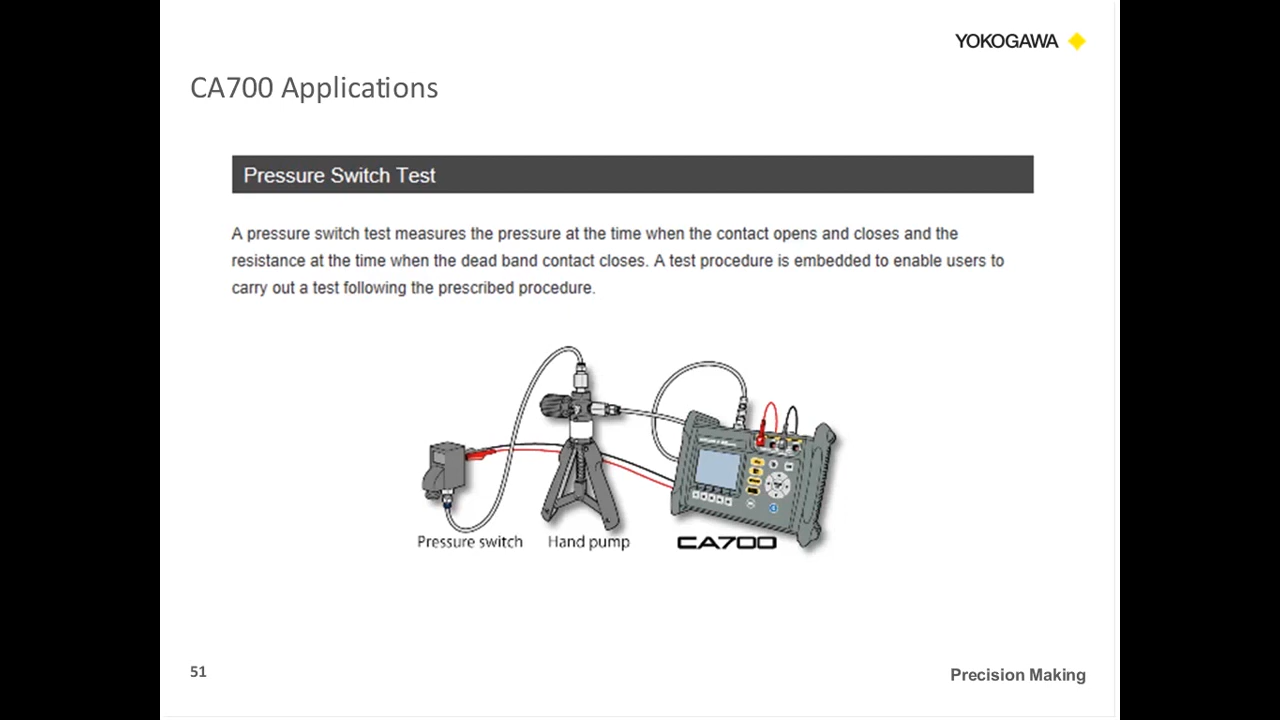 YOKOGAWA
CA700 Applications
Pressure Switch Test
A pressure switch test measures the pressure at the time when the contact opens and closes and the
resistance at the time when the dead band contact closes. A test procedure is embedded to enable users to
carry out a test following the prescribed procedure.
Pressure switch
Hand pump
CA700
51
Precision Making